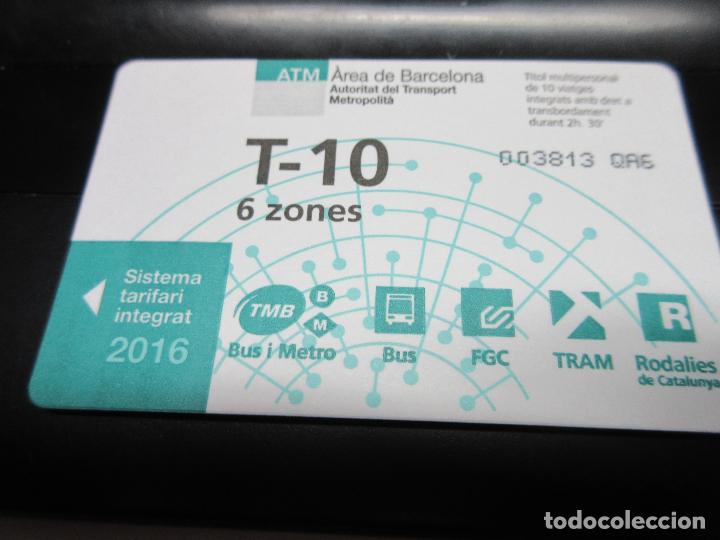 ATM
Àrea de Barcelona
Autoritat del Transport
Metropolità
Títol multipersonal
de 10 viatges
integrats amb dret a
transbordament
durant 2h. 30'
T-10
6 zones
003813 QA6
Sistema
tarifari
integrat
2016
TMB
B
M
Bus i Metro
Bus
FGC
TRAM
R
Rodalies
de Catalunya
todocoleccion
todocoleccion.net